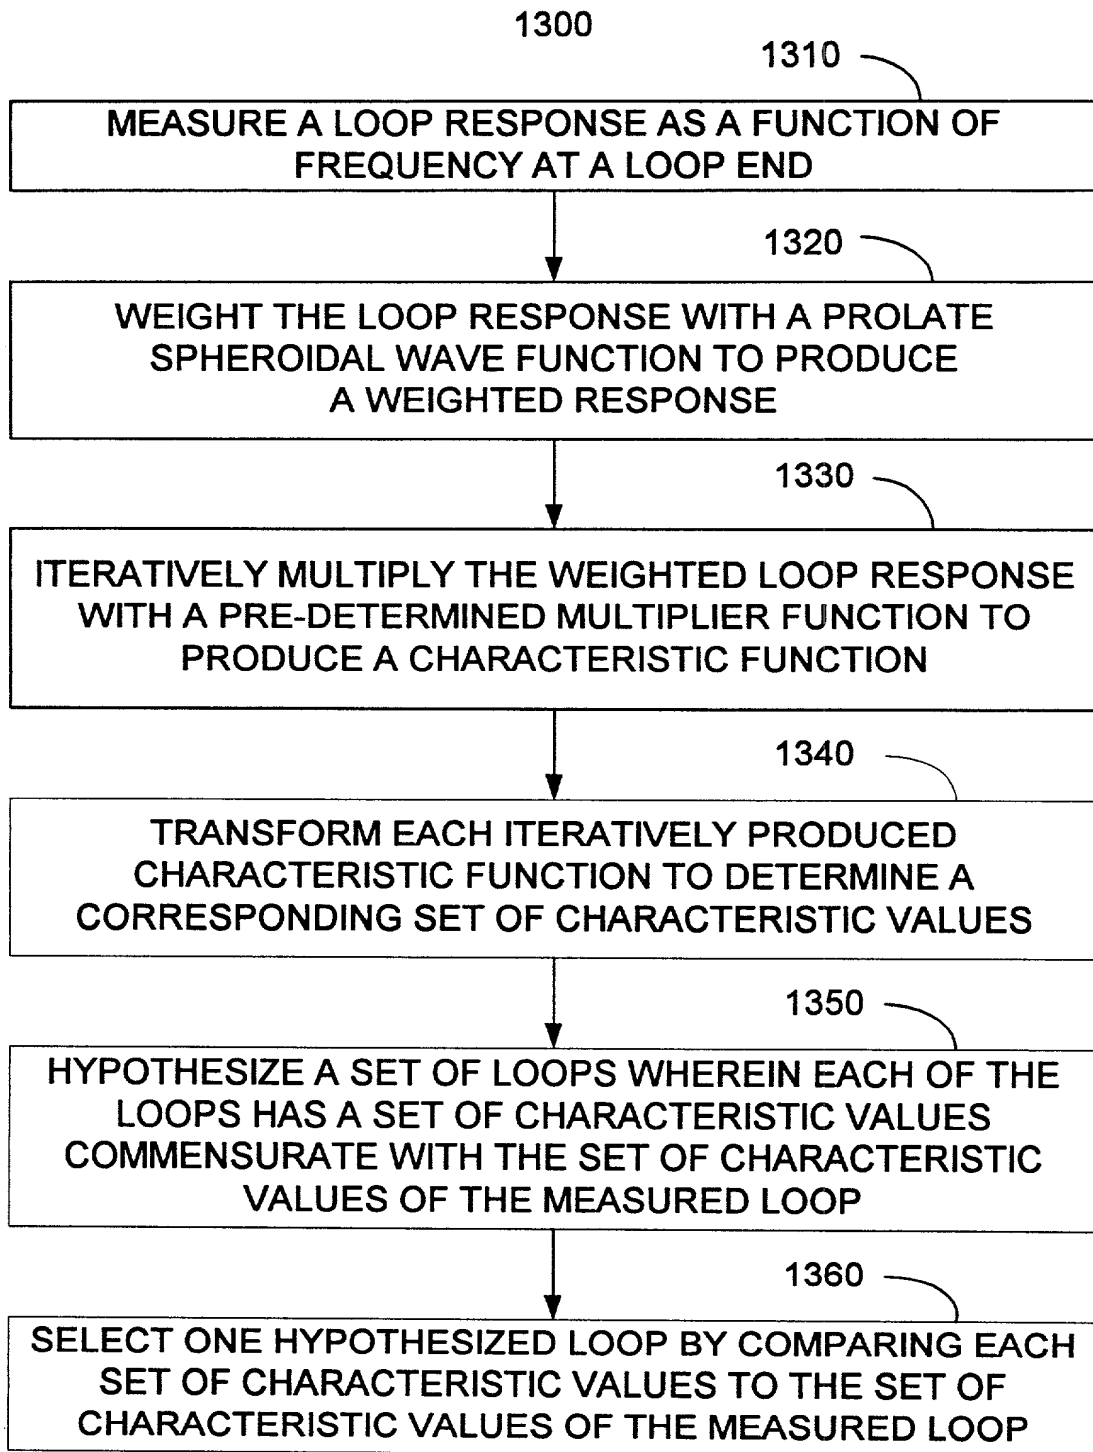 1300
1310
MEASURE A LOOP RESPONSE AS A FUNCTION OF
FREQUENCY AT A LOOP END
1320
WEIGHT THE LOOP RESPONSE WITH A PROLATE
SPHEROIDAL WAVE FUNCTION TO PRODUCE
A WEIGHTED RESPONSE
1330
ITERATIVELY MULTIPLY THE WEIGHTED LOOP RESPONSE
WITH A PRE-DETERMINED MULTIPLIER FUNCTION TO
PRODUCE A CHARACTERISTIC FUNCTION
1340
TRANSFORM EACH ITERATIVELY PRODUCED
CHARACTERISTIC FUNCTION TO DETERMINE A
CORRESPONDING SET OF CHARACTERISTIC VALUES
1350
HYPOTHESIZE A SET OF LOOPS WHEREIN EACH OF THE
LOOPS HAS A SET OF CHARACTERISTIC VALUES
COMMENSURATE WITH THE SET OF CHARACTERISTIC
VALUES OF THE MEASURED LOOP
1360
SELECT ONE HYPOTHESIZED LOOP BY COMPARING EACH
SET OF CHARACTERISTIC VALUES TO THE SET OF
CHARACTERISTIC VALUES OF THE MEASURED LOOP